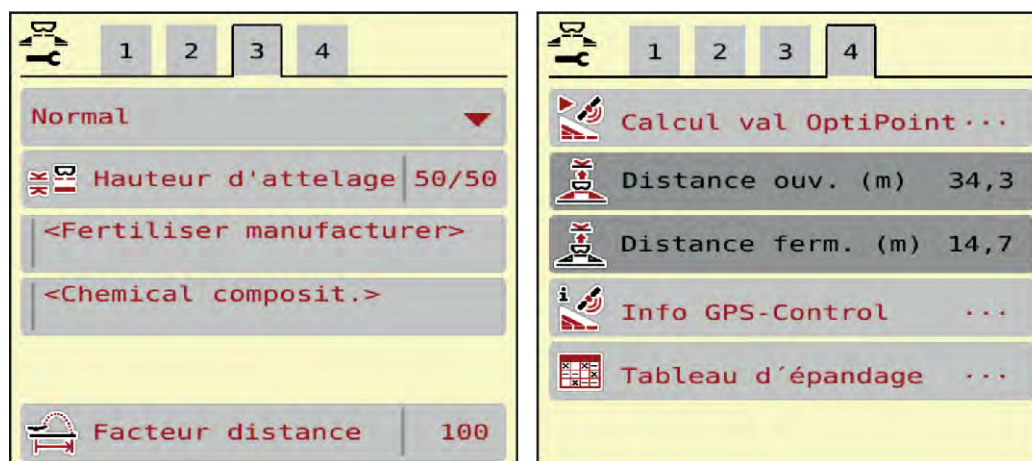 1 2 3 4
Normal
Hauteur d'attelage 50/50
<Fertiliser manufacturer>
<Chemical composit.>
Facteur distance 100
1 2 3 4
Calcul val OptiPoint ···
Distance ouv. (m) 34,3
Distance ferm. (m) 14,7
i
Info GPS-Control ···
Tableau d´épandage ···